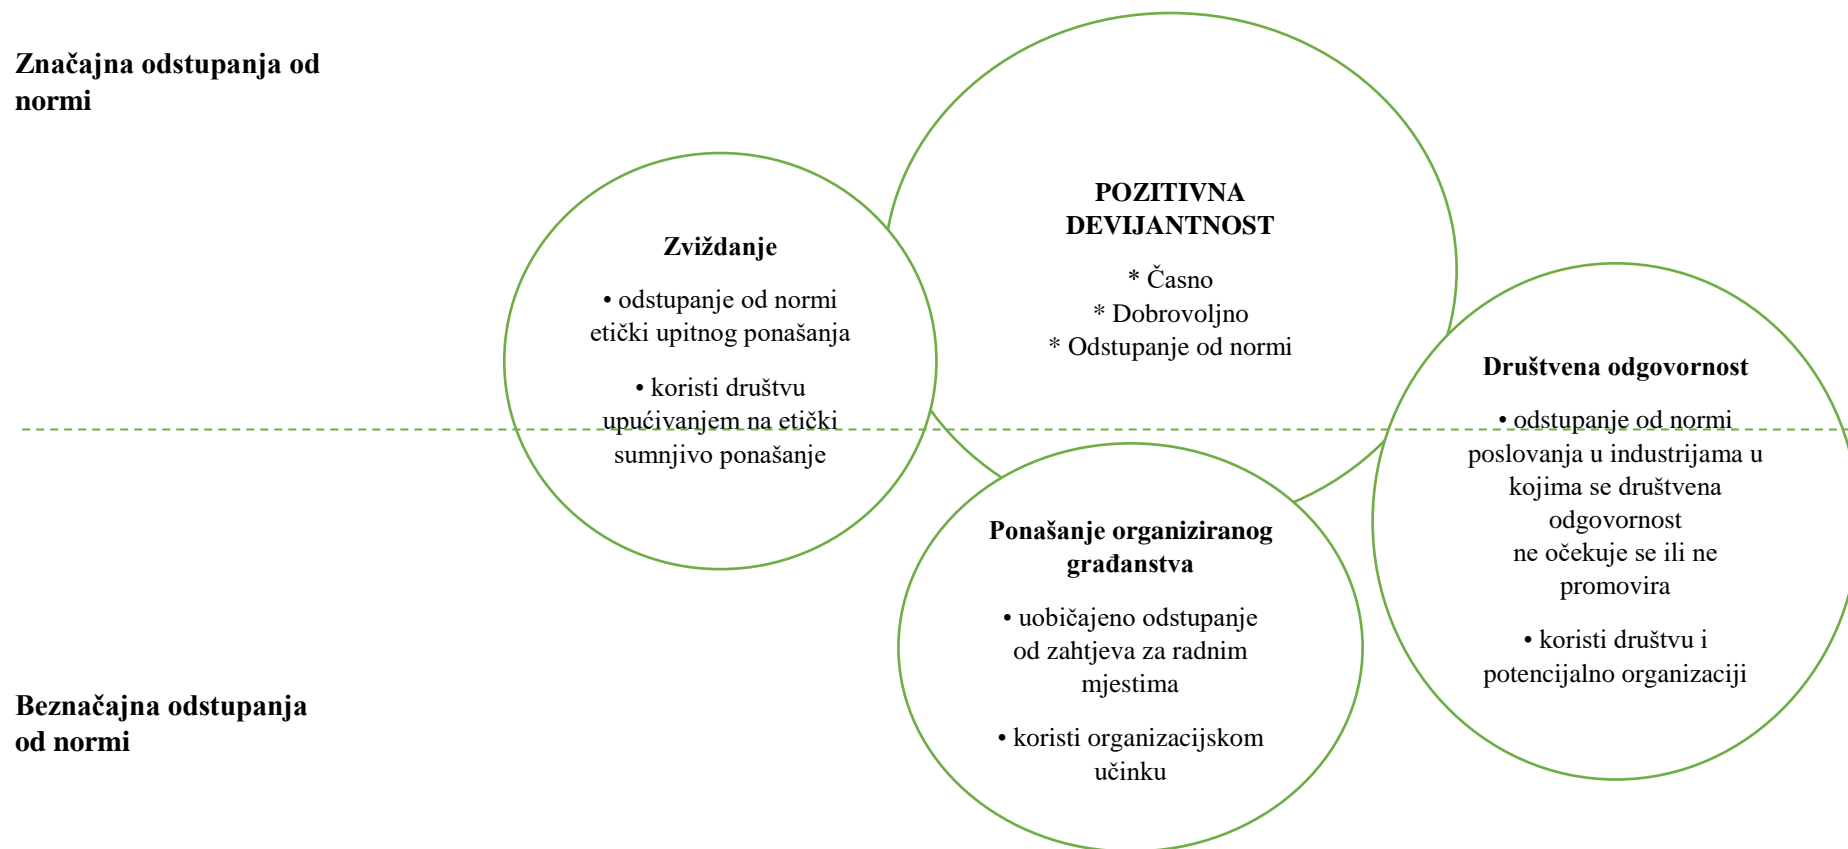 Značajna odstupanja od
normi
Zviždanje
• odstupanje od normi
etički upitnog ponašanja
• koristi društvu
upućivanjem na etički
sumnjivo ponašanje
POZITIVNA
DEVIJANTNOST
* Časno
* Dobrovoljno
* Odstupanje od normi
Društvena odgovornost
• odstupanje od normi
poslovanja u industrijama u
kojima se društvena
odgovornost
ne očekuje se ili ne
promovira
• koristi društvu i
potencijalno organizaciji
Ponašanje organiziranog
građanstva
• uobičajeno odstupanje
od zahtjeva za radnim
mjestima
• koristi organizacijskom
učinku
Beznačajna odstupanja
od normi